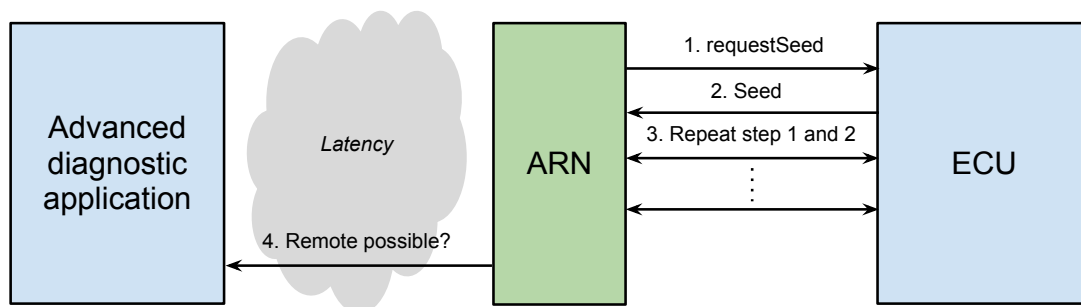 Advanced
diagnostic
application
Latency
4. Remote possible?
ARN
1. requestSeed
2. Seed
3. Repeat step 1 and 2
ECU